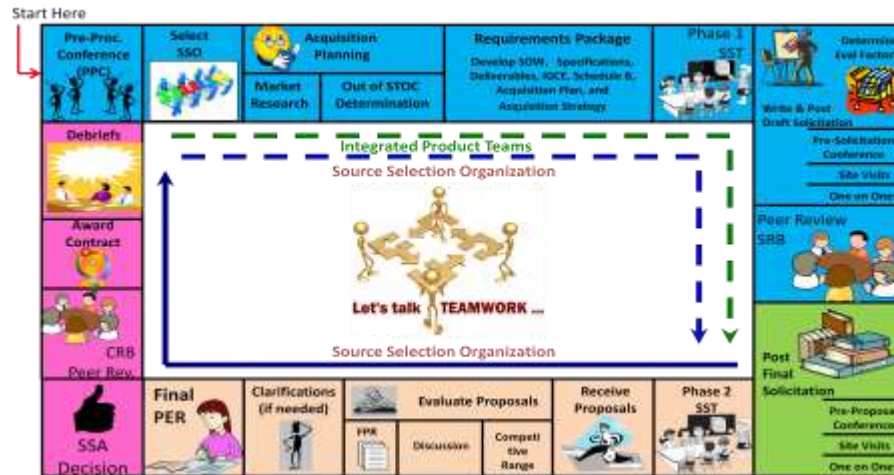 Start Here
Pre-Proc.
Conference
(PPC)
Select
SSO
Acquisition
Planning
Market
Research
Out of STOC
Determination
Requirements Package
Develop SOW, Specifications,
Deliverables, IGCE, Schedule B,
Acquisition Plan, and
Acquisition Strategy
Phase 1
SST
Determine
Eval Factor
Write & Post
Draft Solicitation
Pre-Solicitation
Conference
Site Visits
One on One
Peer Review
SRB
Post
Final
Solicitation
Pre-Propose
Conference
Site Visits
One on One
Phase 2
SST
Receive
Proposals
Evaluate Proposals
FPR
Discussion
Competi
tive
Range
Clarifications
(if needed)
Final
PER
SSA
Decision
CRB
Peer Rev.
Award
Contract
Debriefs
Integrated Product Teams
Source Selection Organization
Let's talk TEAMWORK ...
Source Selection Organization